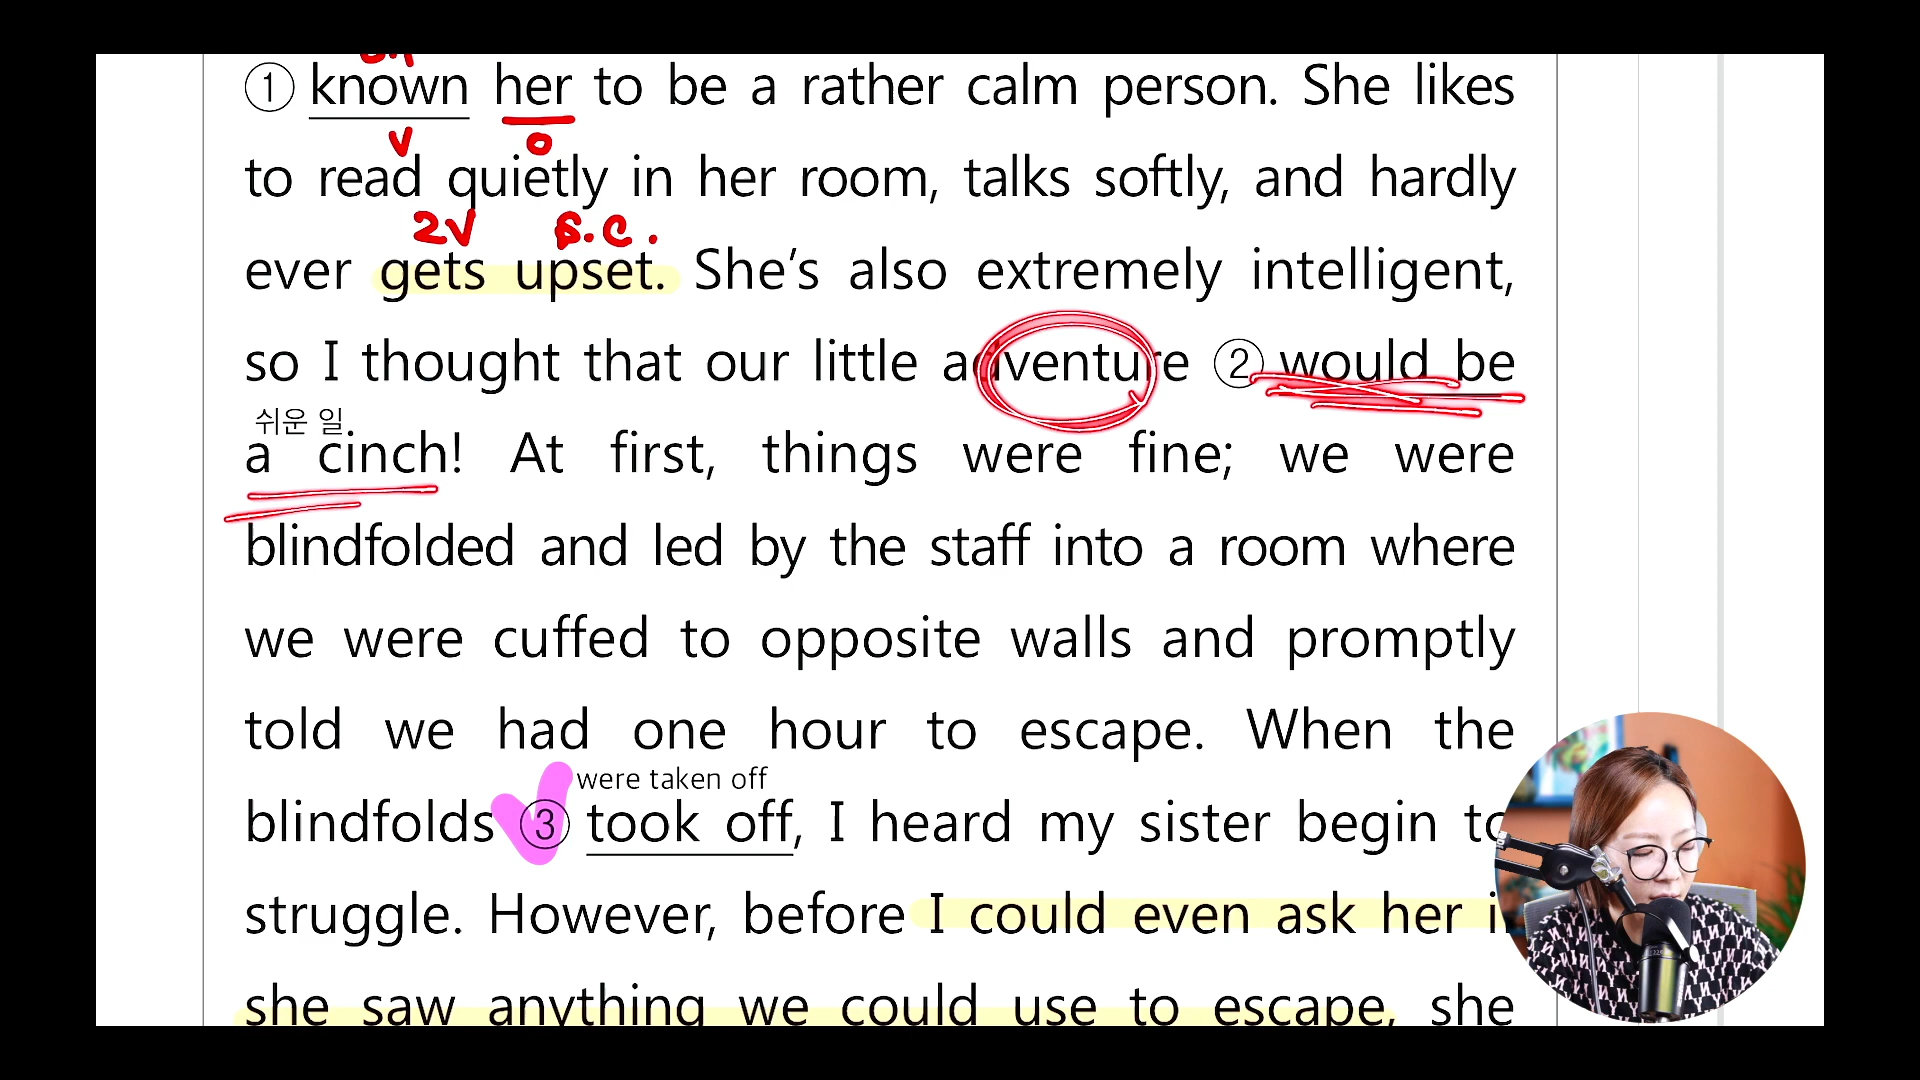 ① known her to be a rather calm person. She likes
v o
to read quietly in her room, talks softly, and hardly
2V S.C.
ever gets upset. She's also extremely intelligent,
so I thought that our little adventure ② would be
쉬운 일
a cinch! At first, things were fine; we were
blindfolded and led by the staff into a room where
we were cuffed to opposite walls and promptly
told we had one hour to escape. When the
were taken off
blindfolds ③ took off, I heard my sister begin to
struggle. However, before I could even ask her
she saw anything we could use to escape, she